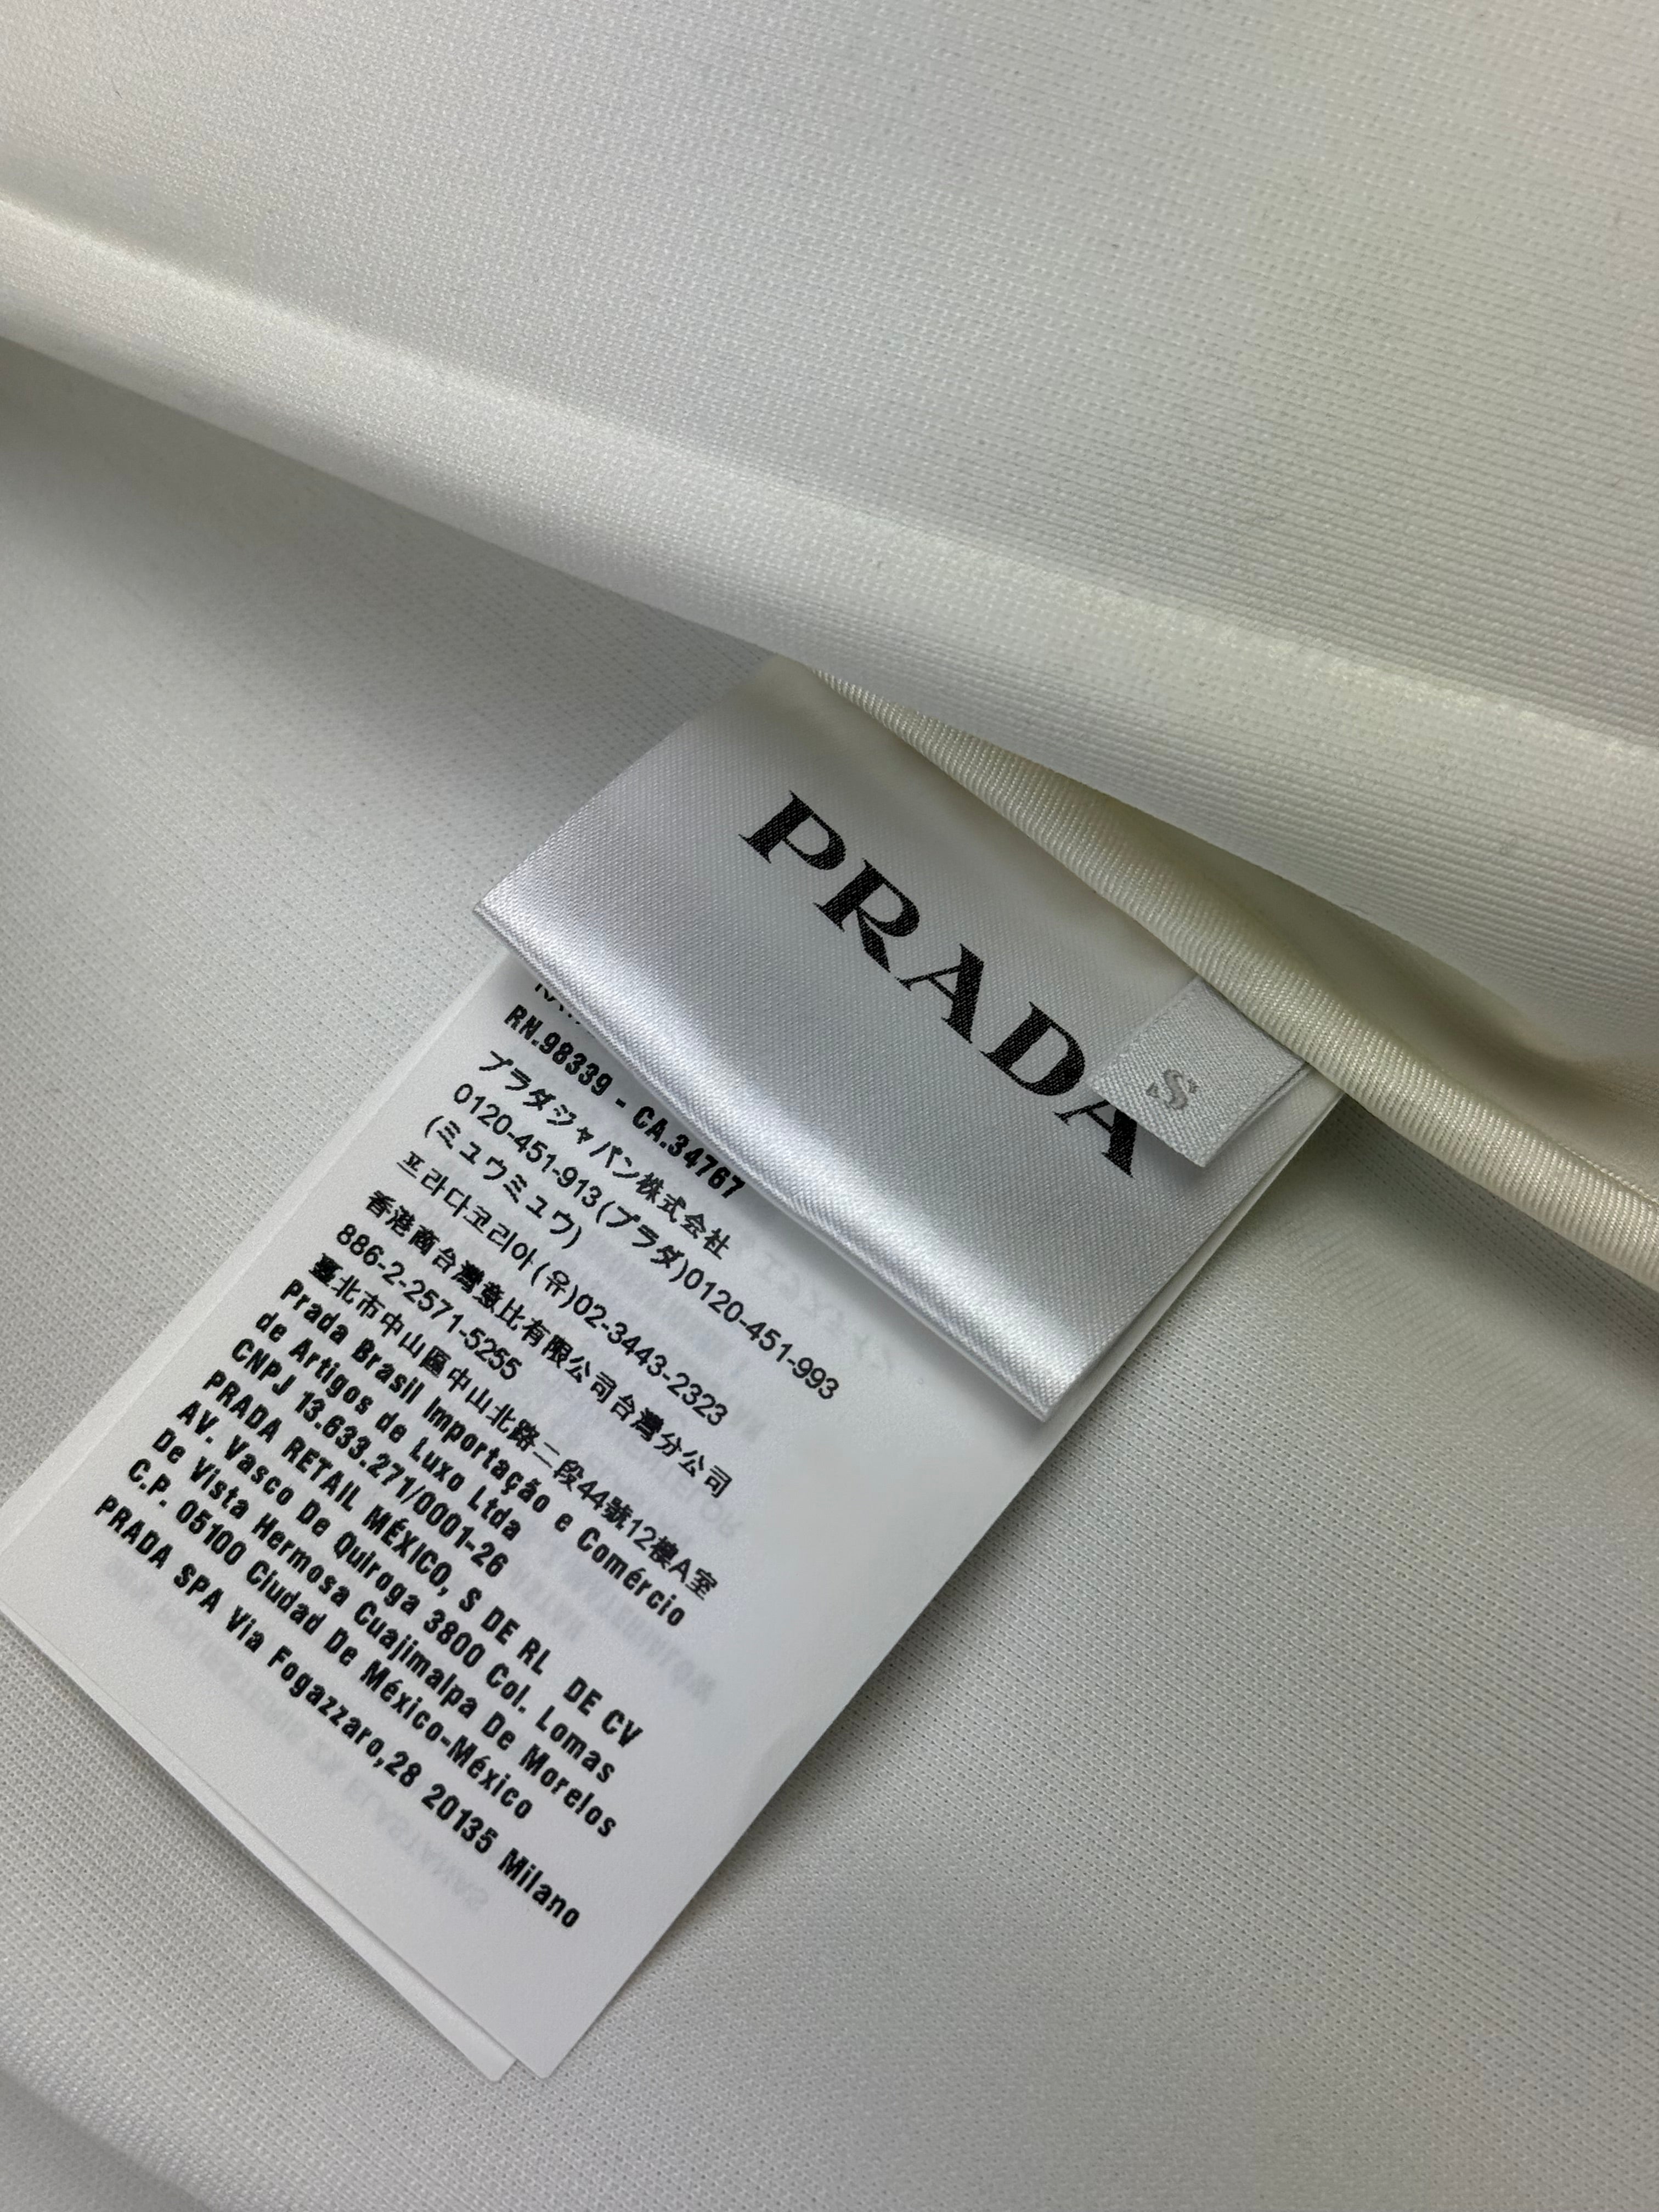 PRADA
S
RN.98339 - CA.34767
プラダジャパン株式会社
0120-451-913(プラダ)0120-451-993
(ミュウミュウ)
프라다코리아(유)02-3443-2323
香港商台灣意比有限公司台灣分公司
886-2-2571-5255
臺北市中山區中山北路二段44號12樓A室
Prada Brasil Importação e Comércio
de Artigos de Luxo Ltda
CNPJ 13.633.271/0001-26
PRADA RETAIL MÉXICO, S DE RL DE CV
AV. Vasco De Quiroga 3800 Col. Lomas
De Vista Hermosa Cuajimalpa De Morelos
C.P. 05100 Ciudad De México-México
PRADA SPA Via Fogazzaro,28 20135 Milano